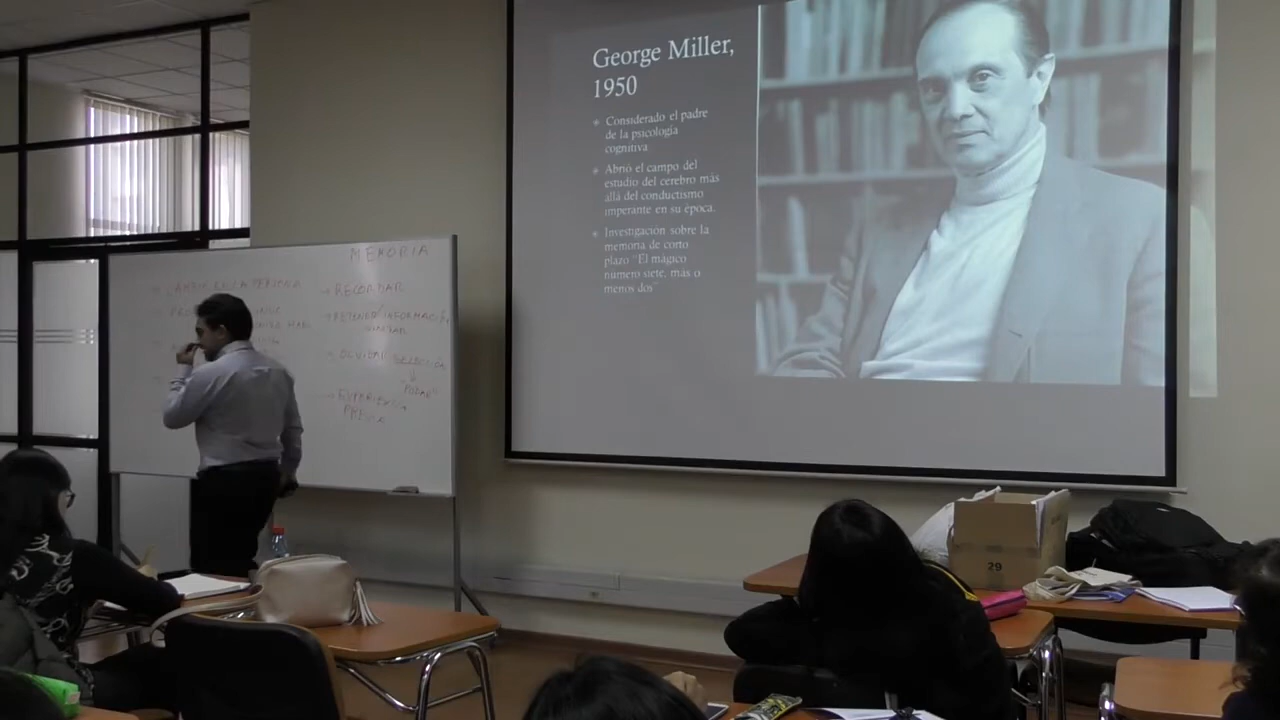 George Miller,
1950
Considerado el padre
de la psicología
cognitiva
Abrió el campo del
estudio del cerebro más
allá del conductismo
imperante en su época.
Investigación sobre la
memoria de corto
plazo "El mágico
número siete, más o
menos dos"
MEMORIA
→ RECORDAR
OLVIDAR SELECCIÓN
→ EXPERIENCIA
PREVIA
29